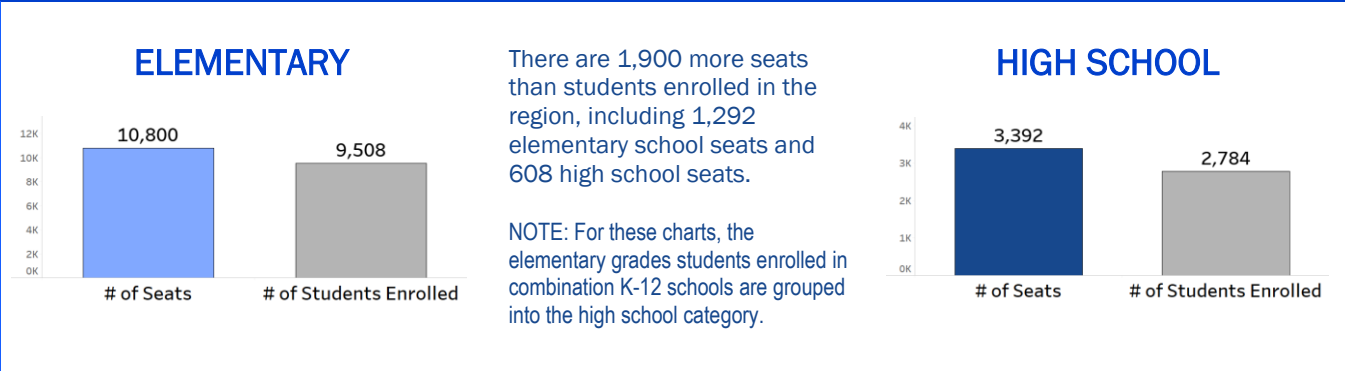 ELEMENTARY
12K
10K
8K
6K
4K
2K
0K
10,800
9,508
# of Seats
# of Students Enrolled
There are 1,900 more seats
than students enrolled in the
region, including 1,292
elementary school seats and
608 high school seats.
NOTE: For these charts, the
elementary grades students enrolled in
combination K-12 schools are grouped
into the high school category.
HIGH SCHOOL
4K
3K
2K
1K
0K
3,392
2,784
# of Seats
# of Students Enrolled